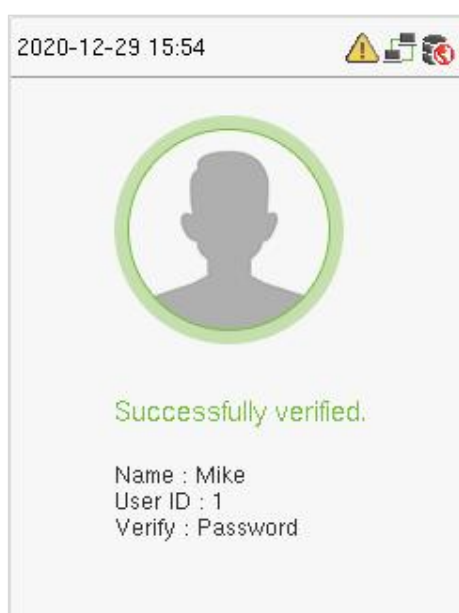 2020-12-29 15:54
Successfully verified.
Name : Mike
User ID : 1
Verify : Password